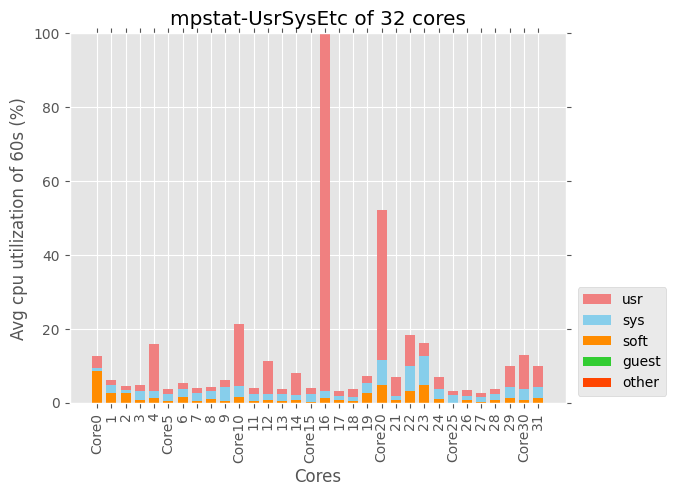 mpstat-UsrSysEtc of 32 cores
Avg cpu utilization of 60s (%)
100
80
60
40
20
0
Core0
1
2
3
4
Core5
6
7
8
9
Core10
11
12
13
14
Core15
16
17
18
19
Core20
21
22
23
24
Core25
26
27
28
29
Core30
31
Cores
usr
sys
soft
guest
other